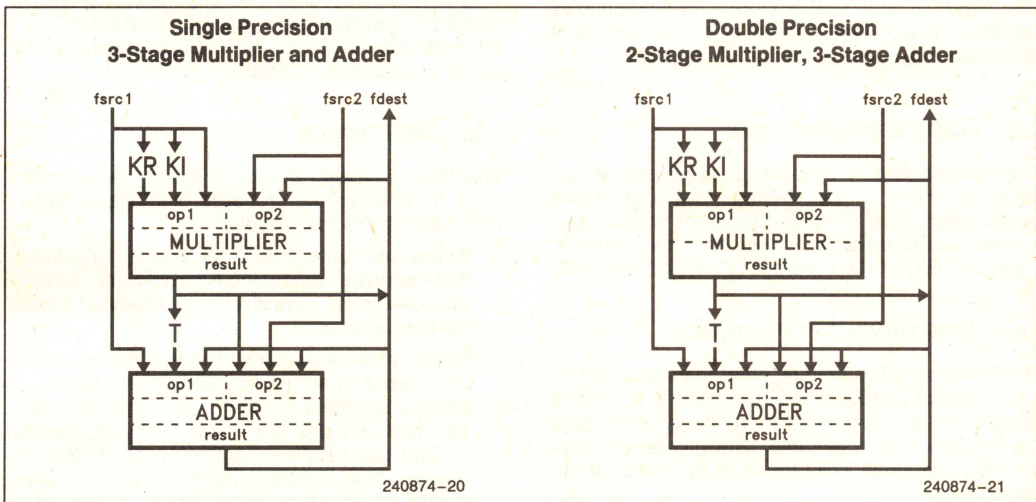 Single Precision
3-Stage Multiplier and Adder
fsrc1
fsrc2 fdest
KR KI
op1 op2
MULTIPLIER
result
T
op1 op2
ADDER
result
240874–20
Double Precision
2-Stage Multiplier, 3-Stage Adder
fsrc1
fsrc2 fdest
KR KI
op1 op2
MULTIPLIER
result
T
op1 op2
ADDER
result
240874–21